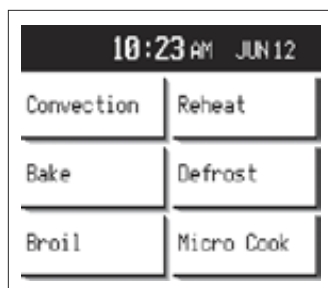 10:23 AM JUN 12
Convection Reheat
Bake Defrost
Broil Micro Cook